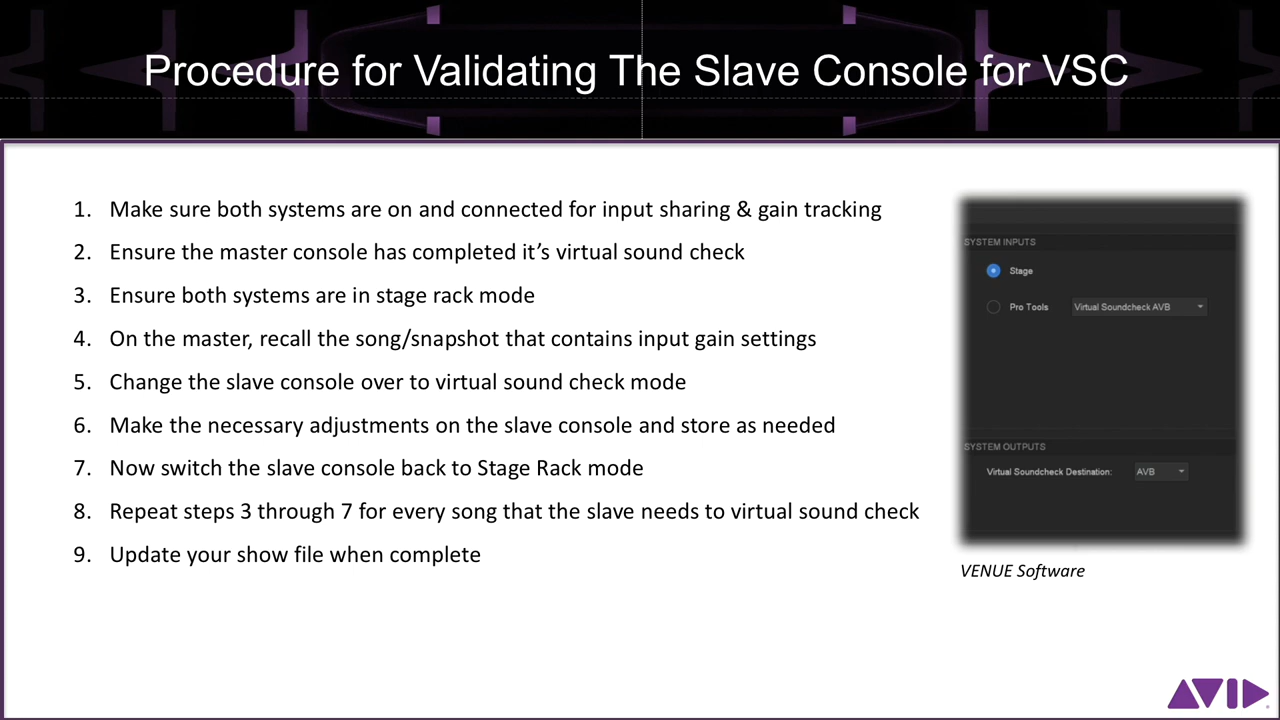 Procedure for Validating The Slave Console for VSC
1. Make sure both systems are on and connected for input sharing & gain tracking
2. Ensure the master console has completed it’s virtual sound check
3. Ensure both systems are in stage rack mode
4. On the master, recall the song/snapshot that contains input gain settings
5. Change the slave console over to virtual sound check mode
6. Make the necessary adjustments on the slave console and store as needed
7. Now switch the slave console back to Stage Rack mode
8. Repeat steps 3 through 7 for every song that the slave needs to virtual sound check
9. Update your show file when complete
SYSTEM INPUTS
Stage
Pro Tools Virtual Soundcheck AVB
SYSTEM OUTPUTS
Virtual Soundcheck Destination: AVB
VENUE Software
AVID